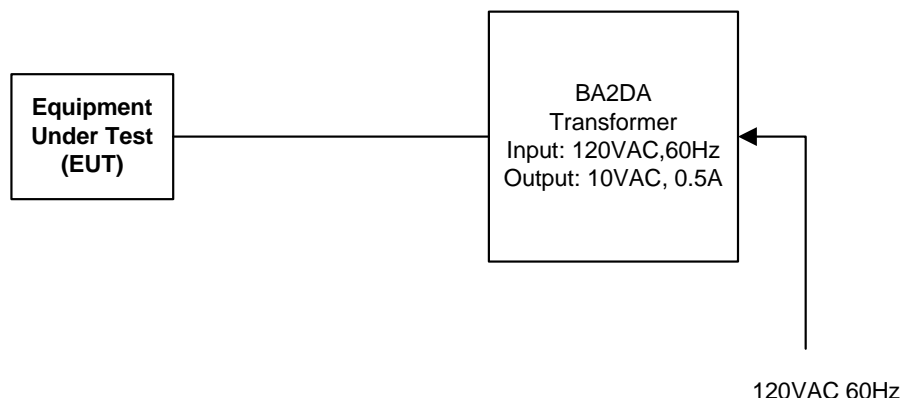 Equipment
Under Test
(EUT)
BA2DA
Transformer
Input: 120VAC,60Hz
Output: 10VAC, 0.5A
120VAC 60Hz